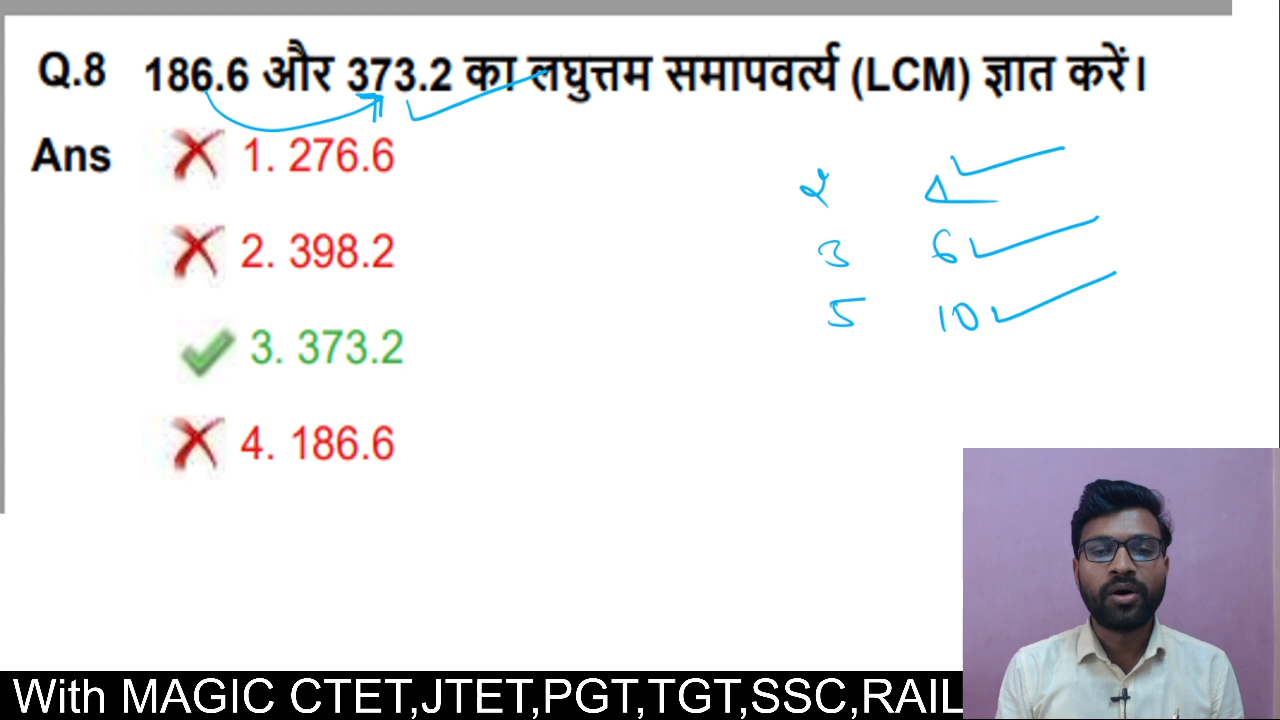 Q.8 186.6 और 373.2 का लघुत्तम समापवर्त्य (LCM) ज्ञात करें।
Ans 1. 276.6
2. 398.2
3. 373.2
4. 186.6
2 4
3 6
5 10
With MAGIC CTET,JTET,PGT,TGT,SSC,RAIL